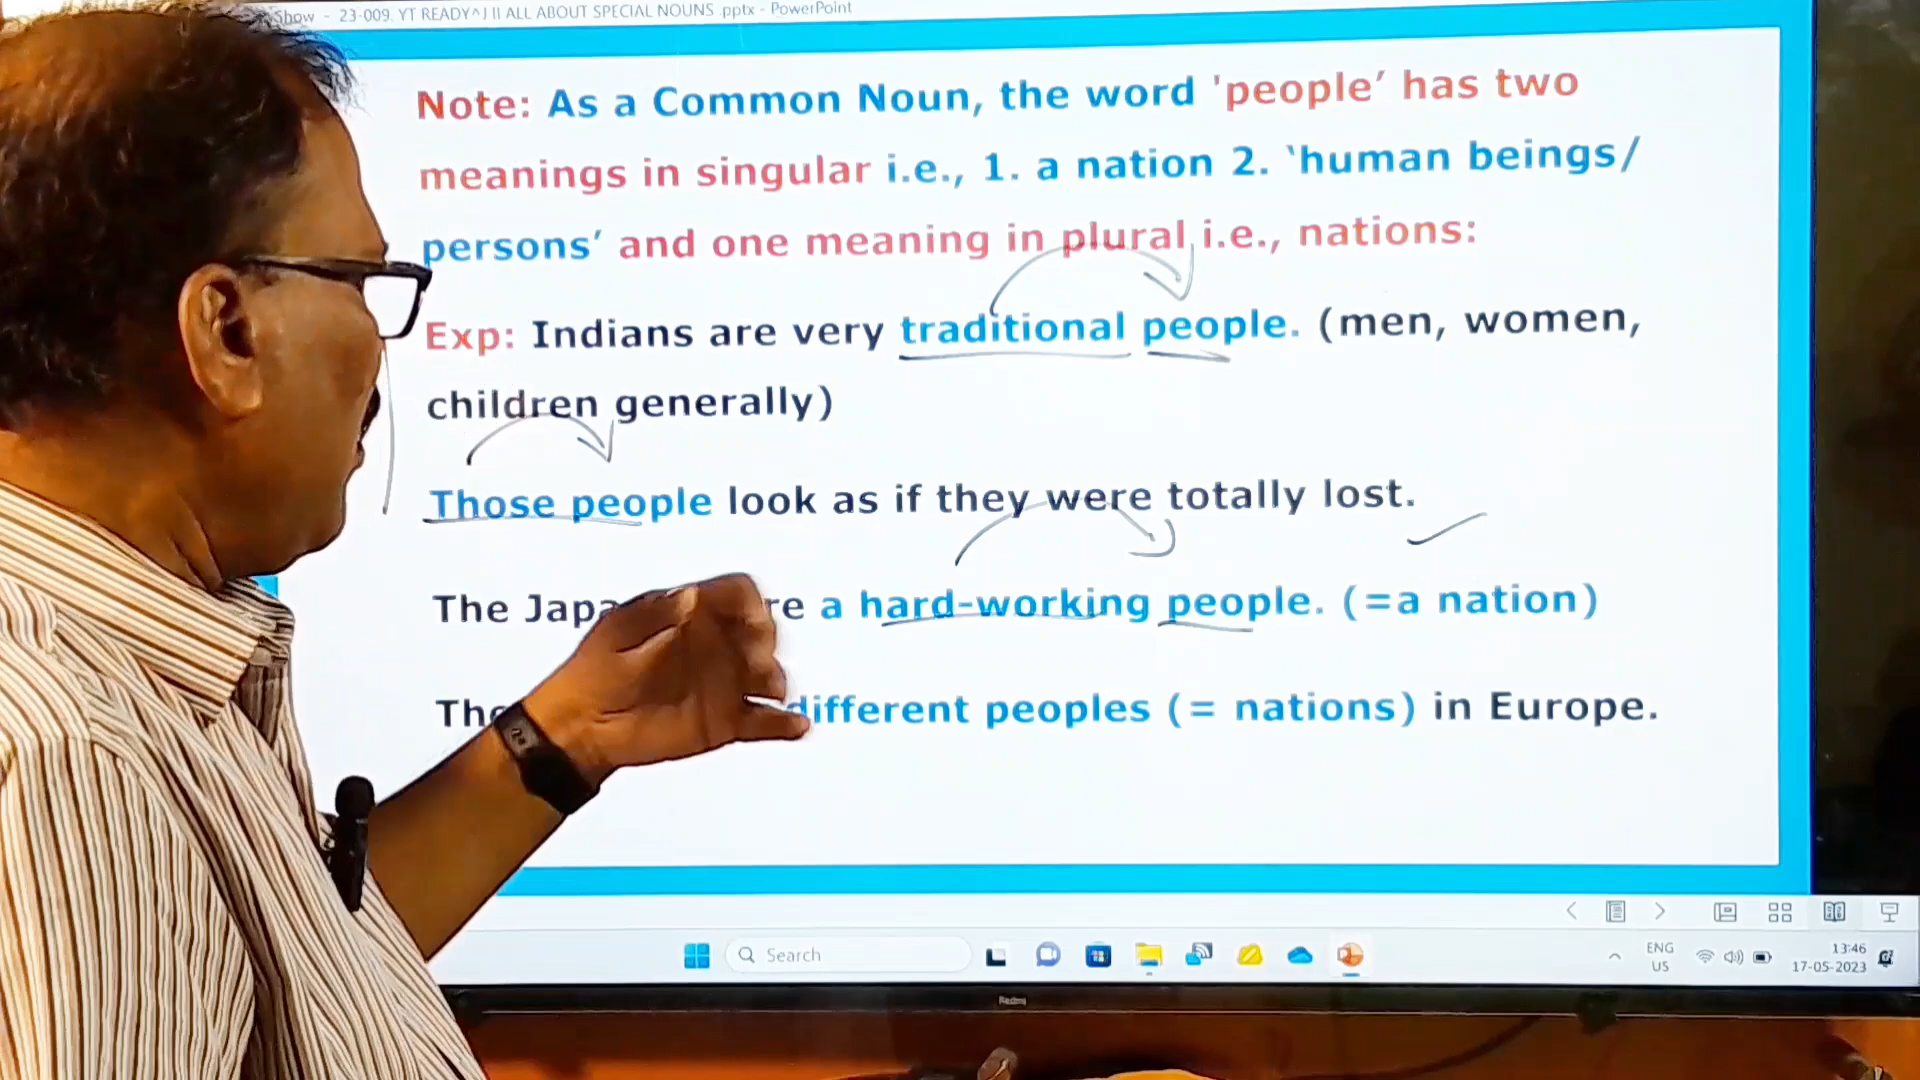 Show - 23-009. YT READY^J II ALL ABOUT SPECIAL NOUNS .pptx - PowerPoint
Note: As a Common Noun, the word 'people’ has two
meanings in singular i.e., 1. a nation 2. ‘human beings/
persons’ and one meaning in plural i.e., nations:
Exp: Indians are very traditional people. (men, women,
children generally)
Those people look as if they were totally lost.
The a hard-working people. (=a nation)
different peoples (= nations) in Europe.
Search
ENG
US
13:46
17-05-2023
Redmi